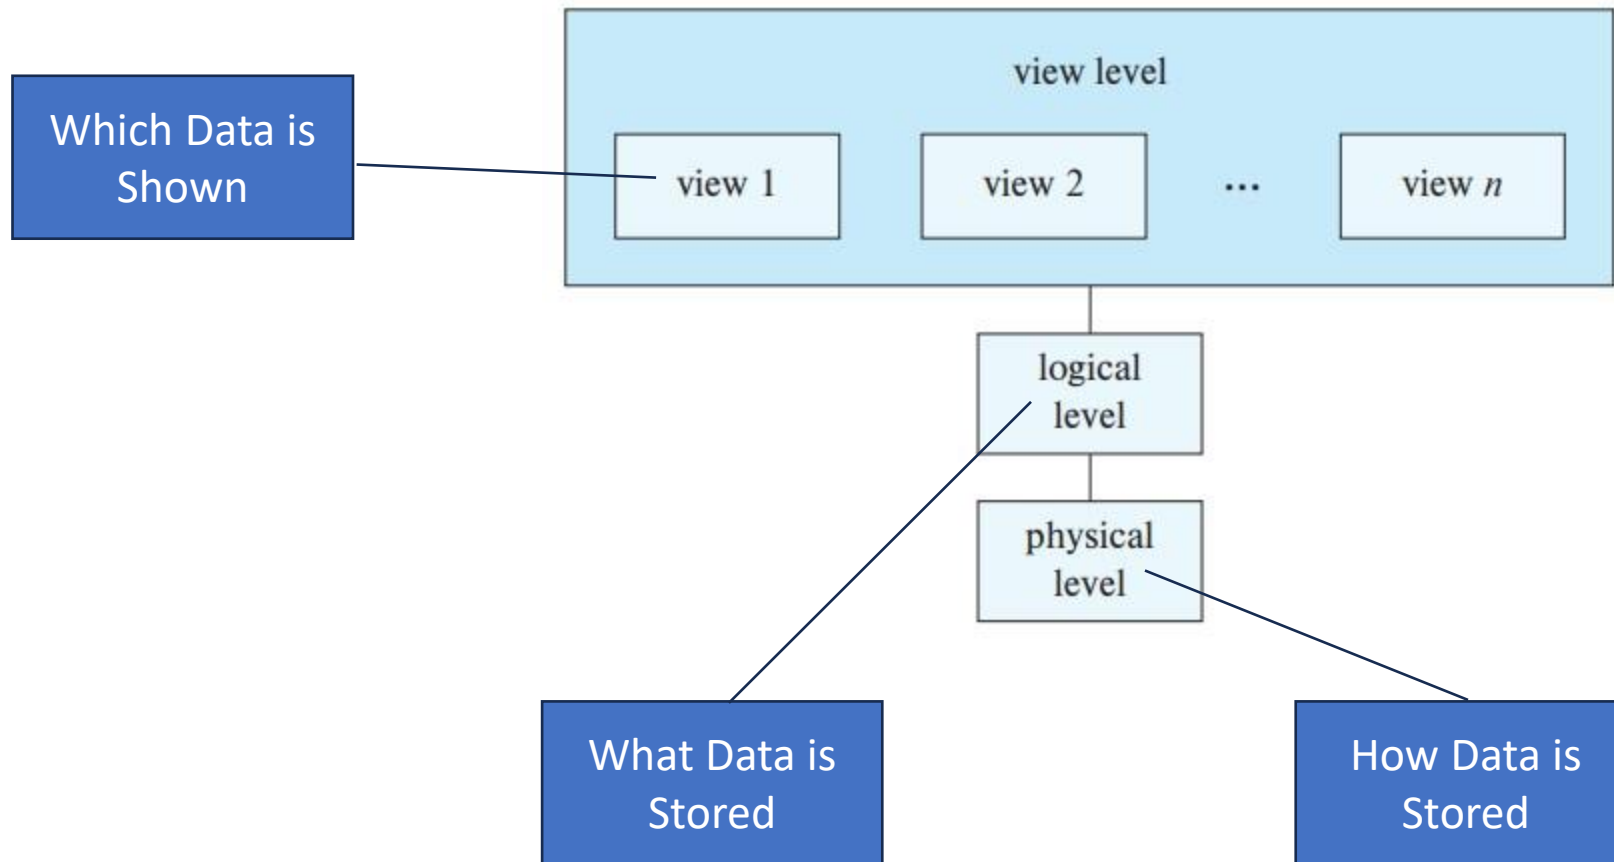 view level
Which Data is
Shown
view 1
view 2
...
view n
logical
level
physical
level
What Data is
Stored
How Data is
Stored